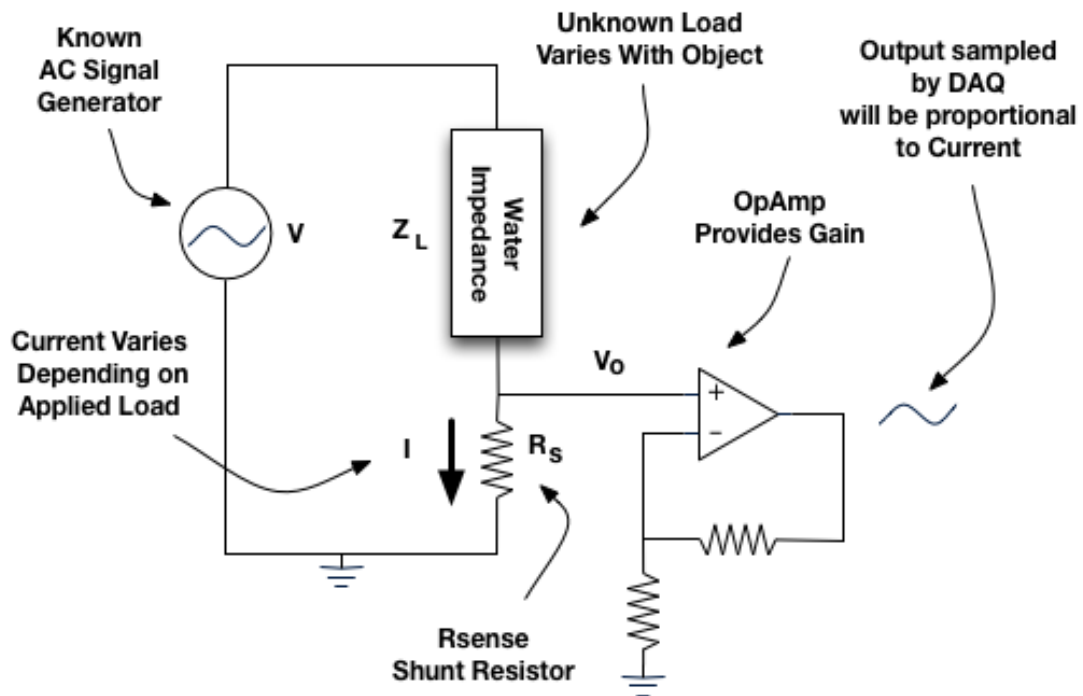 Known
AC Signal
Generator
Unknown Load
Varies With Object
Output sampled
by DAQ
will be proportional
to Current
OpAmp
Provides Gain
V
Z L
Water
Impedance
Current Varies
Depending on
Applied Load
Vo
+
−
I
R S
Rsense
Shunt Resistor